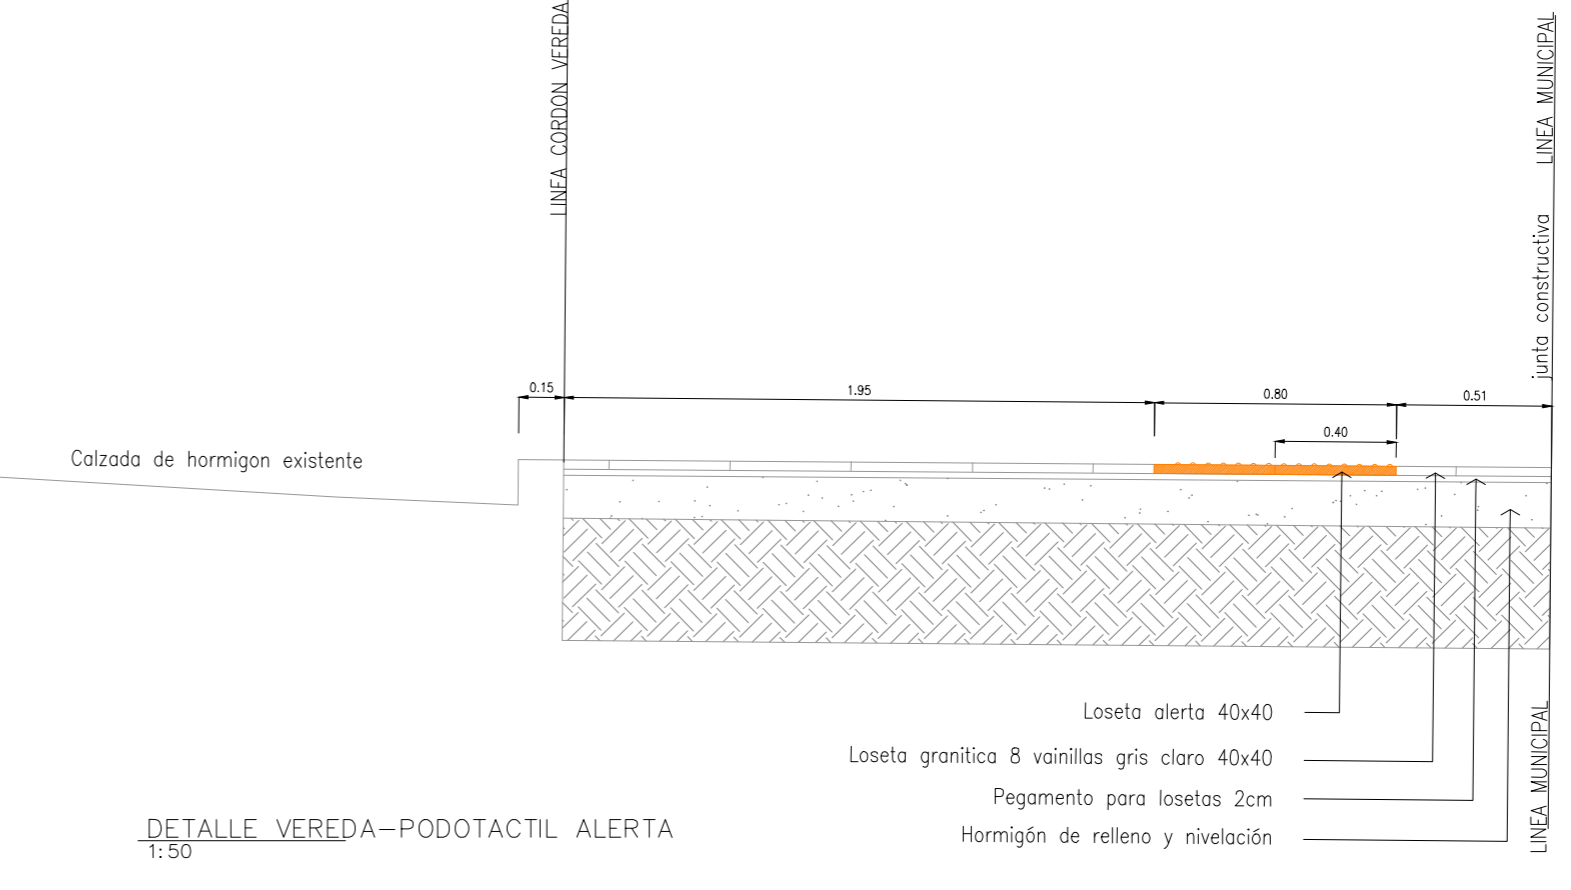 LINEA CORDON VEREDA
LINEA MUNICIPAL
junta constructiva
0.15
1.95
0.80
0.51
0.40
Calzada de hormigon existente
Loseta alerta 40x40
Loseta granitica 8 vainillas gris claro 40x40
Pegamento para losetas 2cm
Hormigón de relleno y nivelación
LINEA MUNICIPAL
DETALLE VEREDA-PODOTACTIL ALERTA
1:50